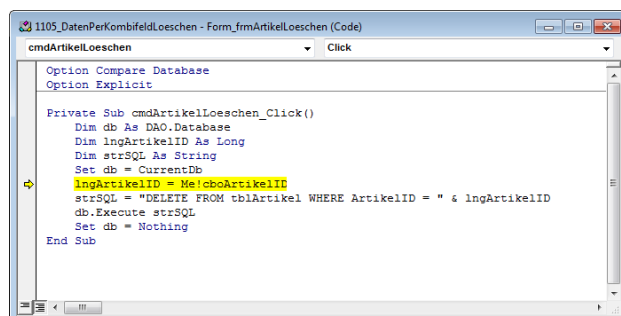 1105_DatenPerKombifeldLoeschen - Form_frmArtikelLoeschen (Code)
cmdArtikelLoeschen Click
Option Compare Database
Option Explicit
Private Sub cmdArtikelLoeschen_Click()
Dim db As DAO.Database
Dim lngArtikelID As Long
Dim strSQL As String
Set db = CurrentDb
lngArtikelID = Me!cboArtikelID
strSQL = "DELETE FROM tblArtikel WHERE ArtikelID = " & lngArtikelID
db.Execute strSQL
Set db = Nothing
End Sub